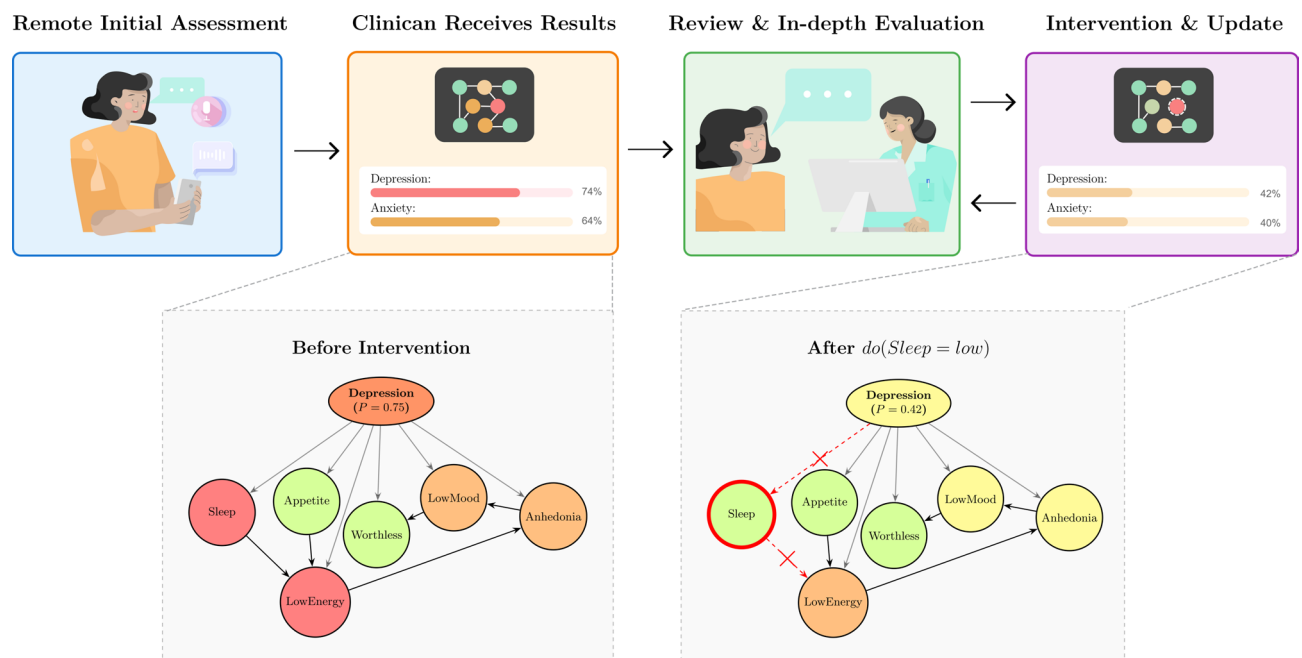 Remote Initial Assessment
Clinican Receives Results
Review & In-depth Evaluation
Intervention & Update
Depression:
74%
Anxiety:
64%
Depression:
42%
Anxiety:
40%
Before Intervention
Depression
(P = 0.75)
Sleep
Appetite
Worthless
LowMood
Anhedonia
LowEnergy
After do(Sleep = low)
Depression
(P = 0.42)
Sleep
Appetite
Worthless
LowMood
Anhedonia
LowEnergy